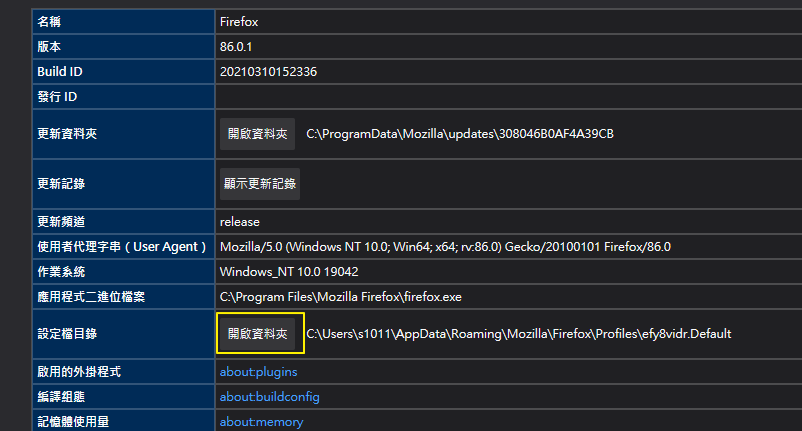 名稱 Firefox
版本 86.0.1
Build ID 20210310152336
發行 ID
更新資料夾 開啟資料夾 C:\ProgramData\Mozilla\updates\308046B0AF4A39CB
更新記錄 顯示更新記錄
更新頻道 release
使用者代理字串（User Agent） Mozilla/5.0 (Windows NT 10.0; Win64; x64; rv:86.0) Gecko/20100101 Firefox/86.0
作業系統 Windows_NT 10.0 19042
應用程式二進位檔案 C:\Program Files\Mozilla Firefox\firefox.exe
設定檔目錄 開啟資料夾 C:\Users\s1011\AppData\Roaming\Mozilla\Firefox\Profiles\efy8vidr.Default
啟用的外掛程式 about:plugins
編譯組態 about:buildconfig
記憶體使用量 about:memory